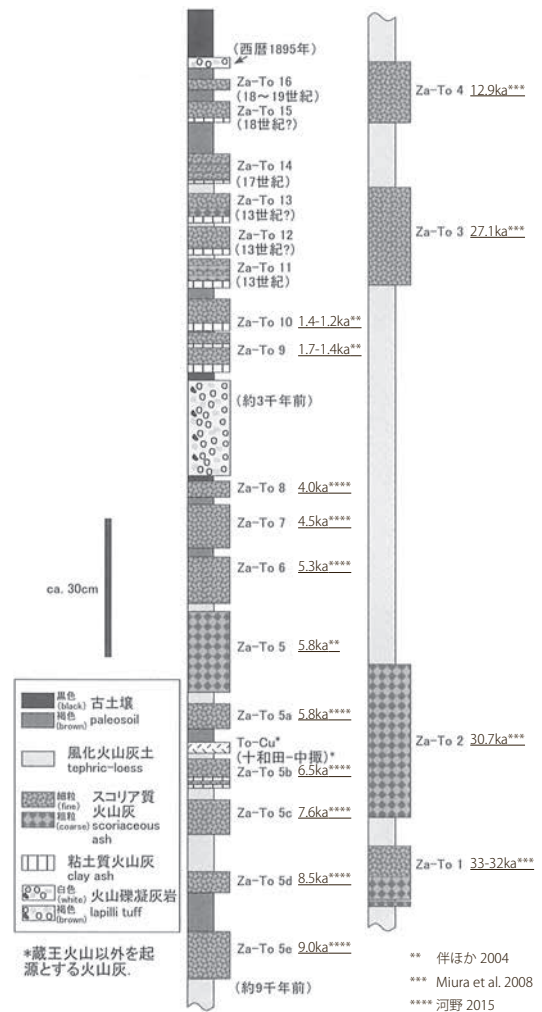 (西暦1895年)
Za-To 16
(18〜19世紀)
Za-To 15
(18世紀?)
Za-To 14
(17世紀)
Za-To 13
(13世紀?)
Za-To 12
(13世紀?)
Za-To 11
(13世紀)
Za-To 10 1.4-1.2ka**
Za-To 9 1.7-1.4ka**
(約3千年前)
Za-To 8 4.0ka****
Za-To 7 4.5ka****
Za-To 6 5.3ka****
Za-To 5 5.8ka**
Za-To 5a 5.8ka****
To-Cu*
(十和田-中掫)*
Za-To 5b 6.5ka****
Za-To 5c 7.6ka****
Za-To 5d 8.5ka****
Za-To 5e 9.0ka****
(約9千年前)
ca. 30cm
黒色
(black) 古土壌
褐色
(brown) paleosoil
風化火山灰土
tephric-loess
細粒
(fine) スコリア質
火山灰
粗粒
(coarse) scoriaceous
ash
粘土質火山灰
clay ash
白色
(white) 火山礫凝灰岩
褐色
(brown) lapilli tuff
*蔵王火山以外を起
源とする火山灰.
Za-To 4 12.9ka***
Za-To 3 27.1ka***
Za-To 2 30.7ka***
Za-To 1 33-32ka***
** 伴ほか 2004
*** Miura et al. 2008
**** 河野 2015